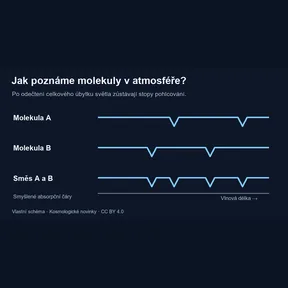 Jak poznáme molekuly v atmosféře?
Po odečtení celkového úbytku světla zůstávají stopy pohlcování.
Molekula A
Molekula B
Směs A a B
Smyšlené absorpční čáry
Vlnová délka →
Vlastní schéma · Kosmologické novinky · CC BY 4.0